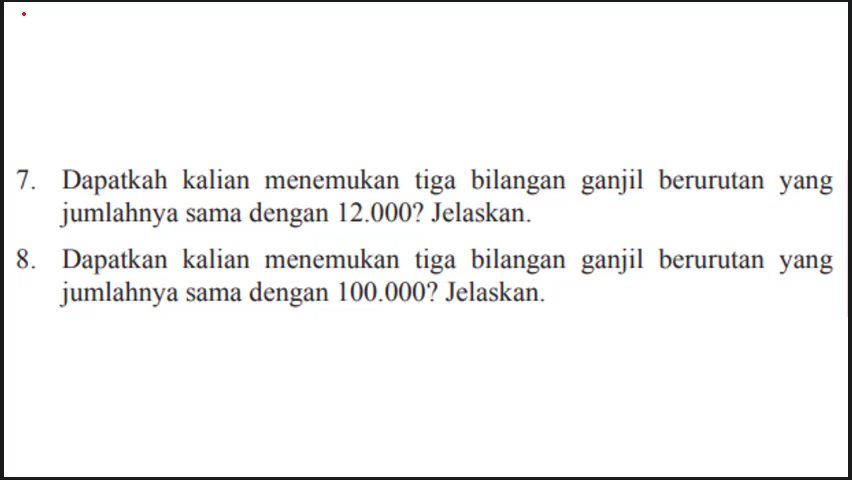 7. Dapatkah kalian menemukan tiga bilangan ganjil berurutan yang
jumlahnya sama dengan 12.000? Jelaskan.
8. Dapatkan kalian menemukan tiga bilangan ganjil berurutan yang
jumlahnya sama dengan 100.000? Jelaskan.